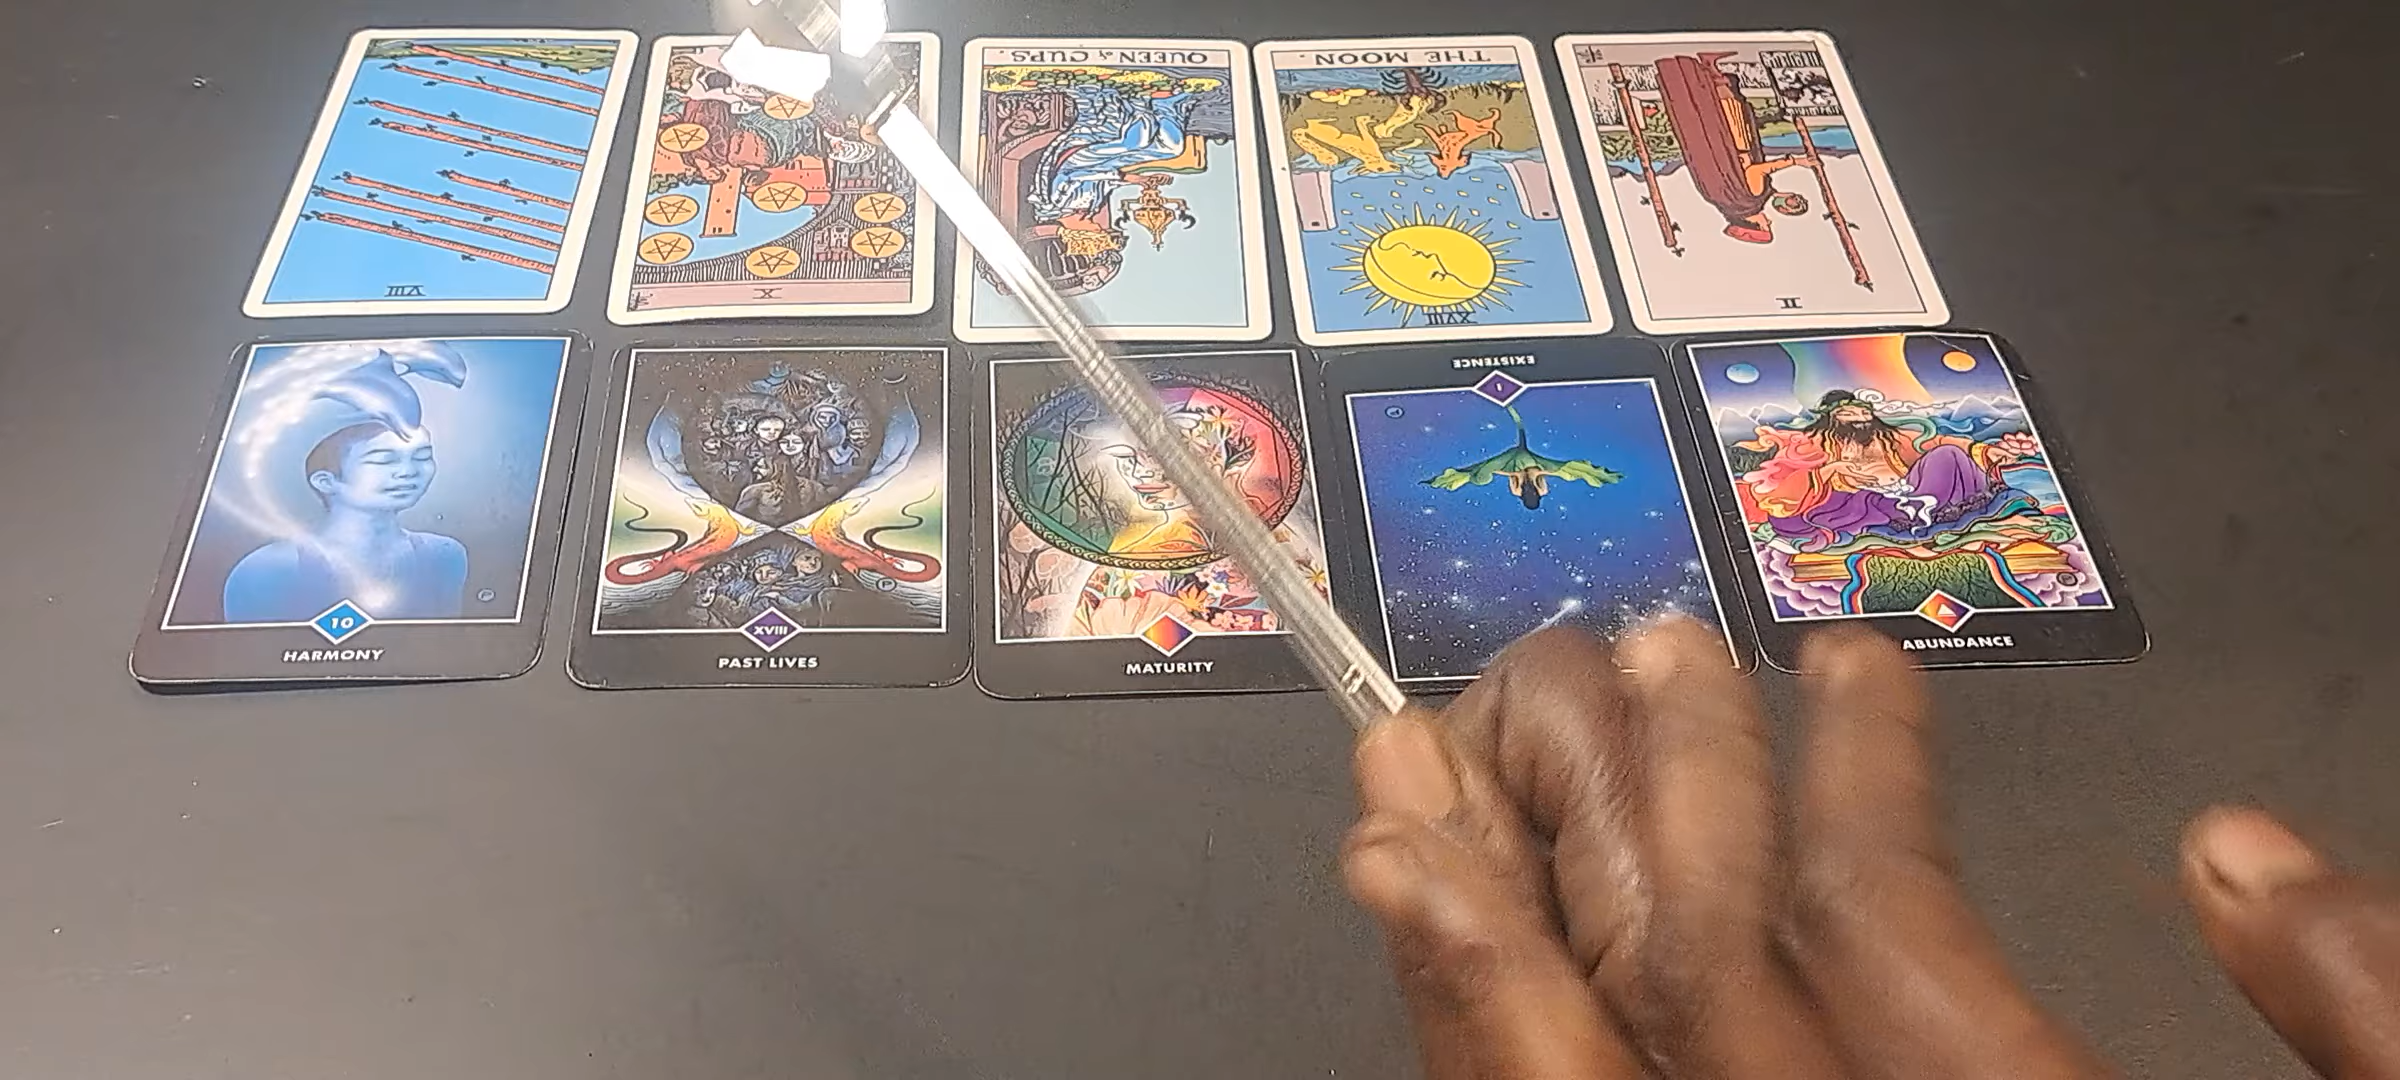 QUEEN of CUPS.
THE MOON.
VIII
X
XVIII
II
EXISTENCE
I
10
HARMONY
XVIII
PAST LIVES
MATURITY
ABUNDANCE